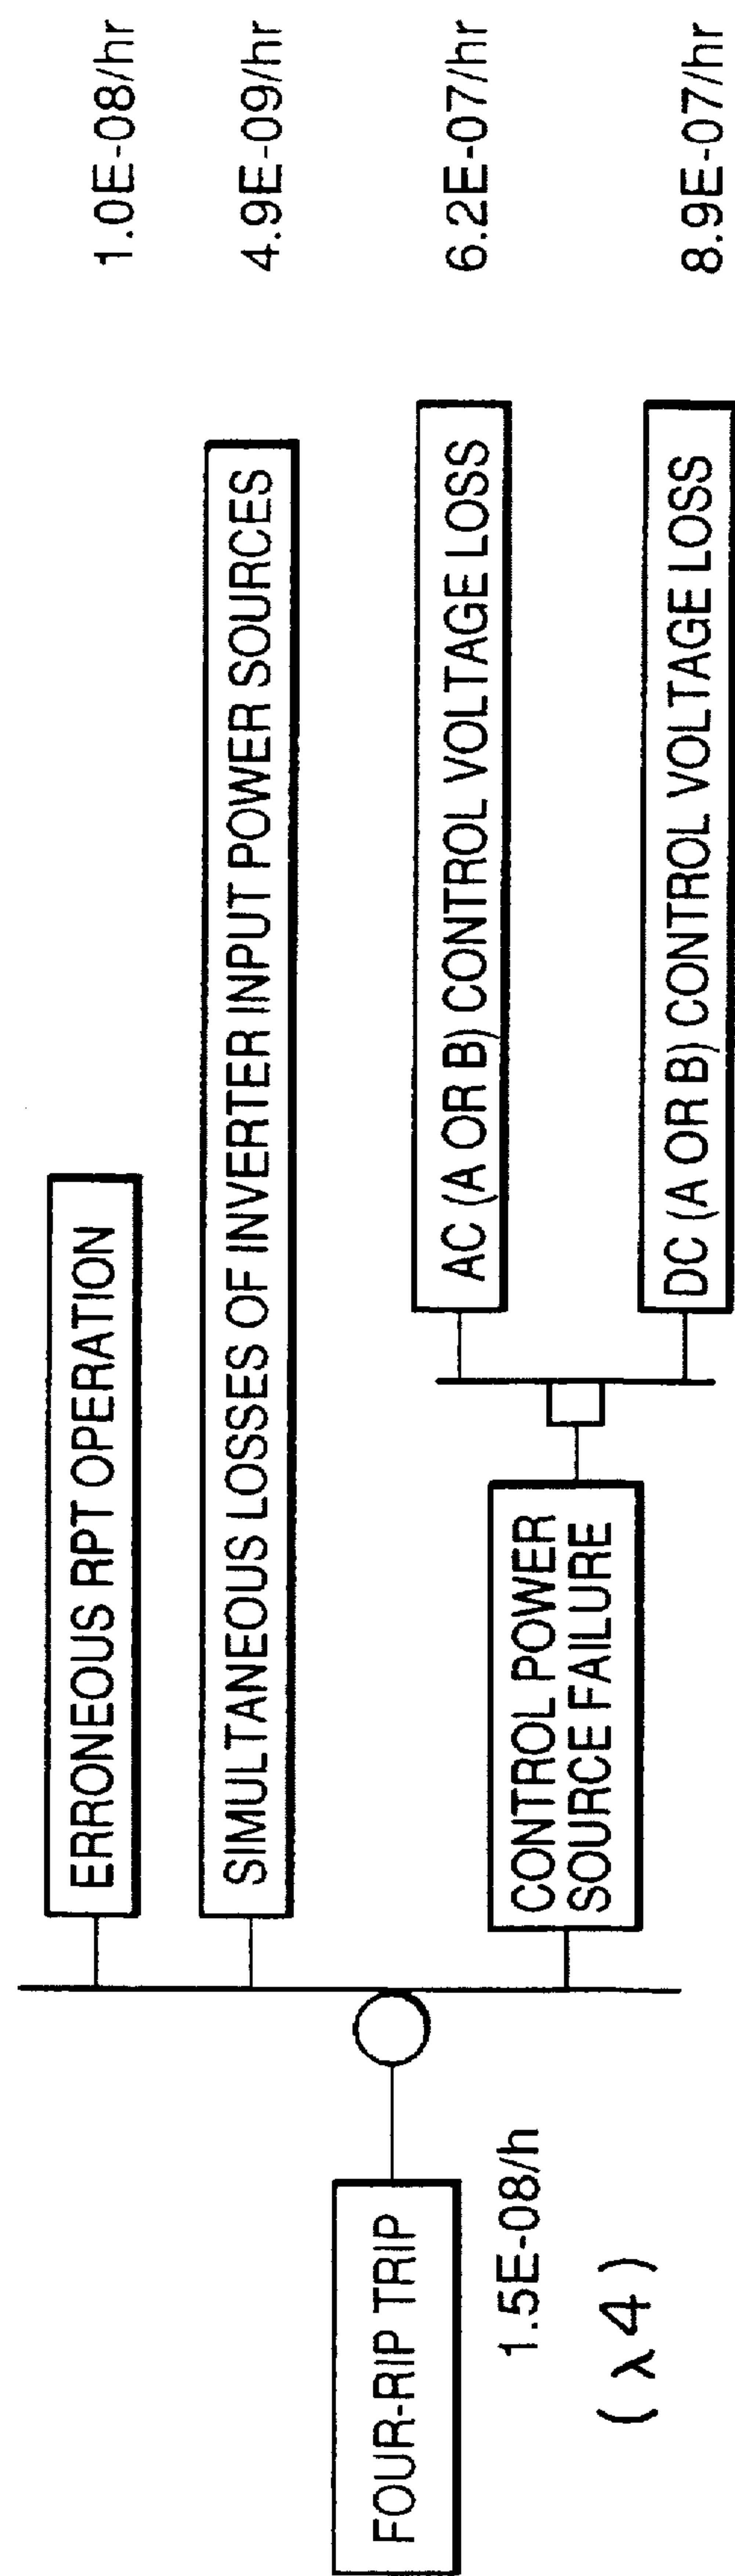 ERRONEOUS RPT OPERATION
1.0E-08/hr
SIMULTANEOUS LOSSES OF INVERTER INPUT POWER SOURCES
4.9E-09/hr
FOUR-RIP TRIP
1.5E-08/h
( λ4 )
CONTROL POWER
SOURCE FAILURE
AC (A OR B) CONTROL VOLTAGE LOSS
6.2E-07/hr
DC (A OR B) CONTROL VOLTAGE LOSS
8.9E-07/hr